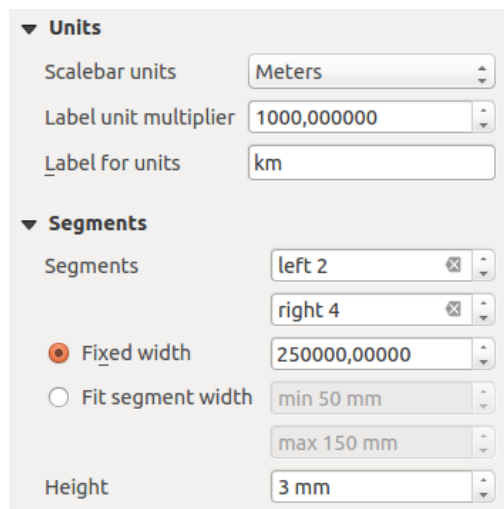 Units
Scalebar units Meters
Label unit multiplier 1000,000000
Label for units km
Segments
Segments left 2
right 4
Fixed width 250000,00000
Fit segment width min 50 mm
max 150 mm
Height 3 mm